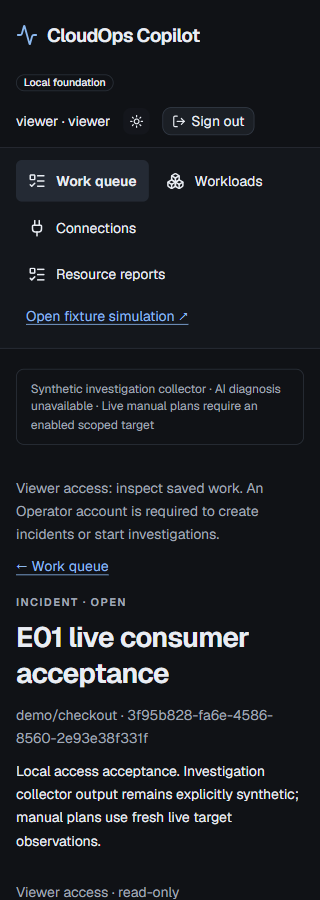 CloudOps Copilot
Local foundation
viewer · viewer
Sign out
Work queue
Workloads
Connections
Resource reports
Open fixture simulation ↗
Synthetic investigation collector · AI diagnosis
unavailable · Live manual plans require an
enabled scoped target
Viewer access: inspect saved work. An
Operator account is required to create
incidents or start investigations.
← Work queue
INCIDENT · OPEN
E01 live consumer
acceptance
demo/checkout · 3f95b828-fa6e-4586-
8560-2e93e38f331f
Local access acceptance. Investigation
collector output remains explicitly synthetic;
manual plans use fresh live target
observations.
Viewer access · read-only